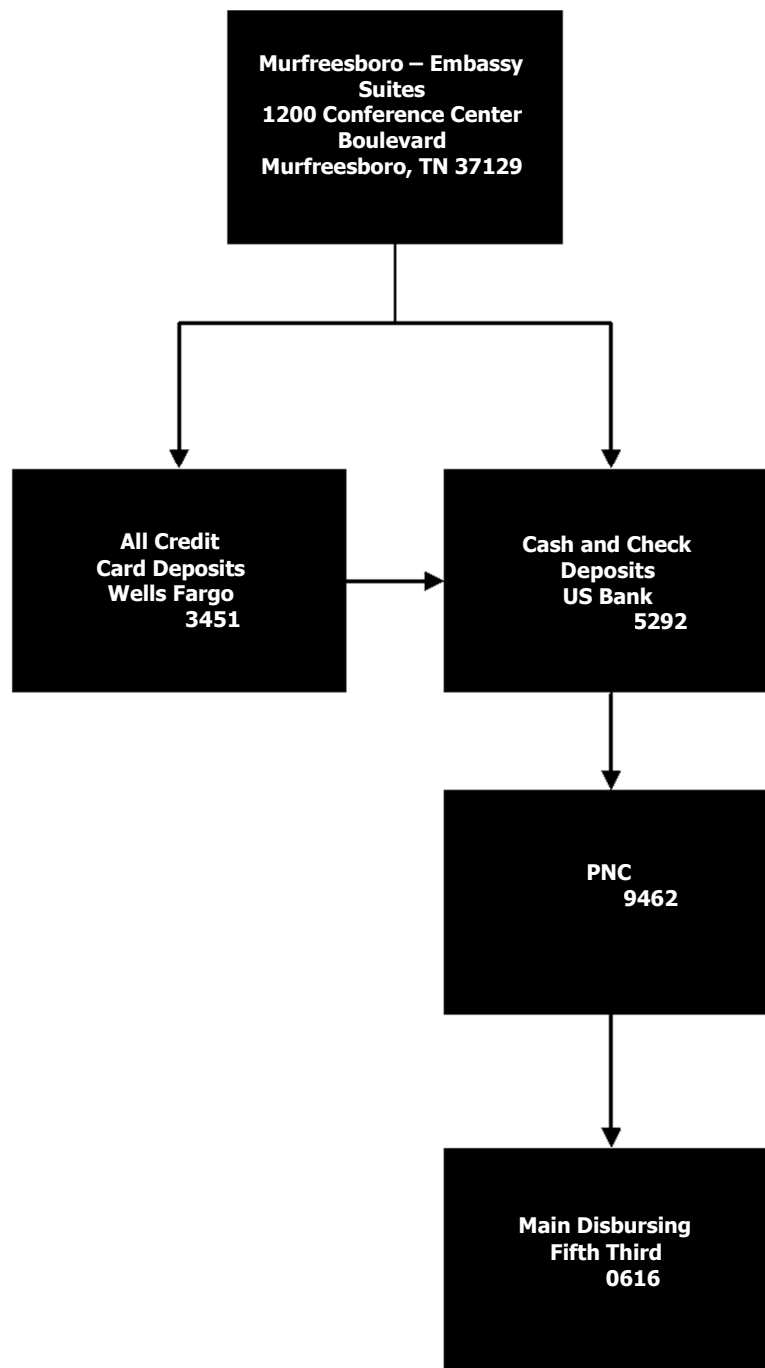 Murfreesboro – Embassy
Suites
1200 Conference Center
Boulevard
Murfreesboro, TN 37129
All Credit
Card Deposits
Wells Fargo
3451
Cash and Check
Deposits
US Bank
5292
PNC
9462
Main Disbursing
Fifth Third
0616